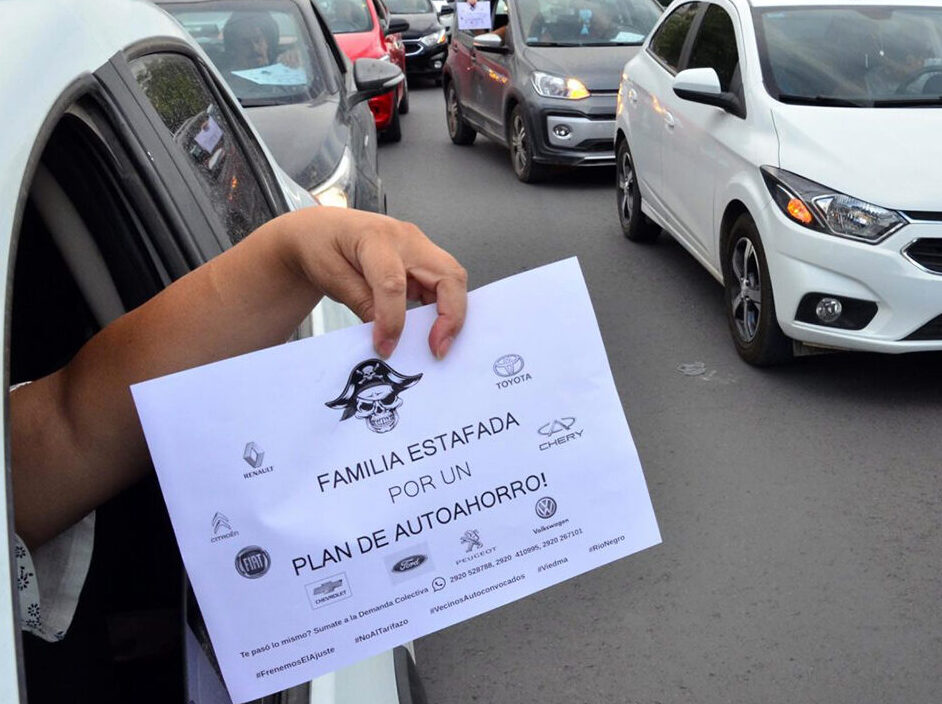 TOYOTA
FAMILIA ESTAFADA
CHERY
RENAULT
POR UN
PLAN DE AUTOAHORRO!
CITROËN
Volkswagen
FIAT
PEUGEOT
Ford
CHEVROLET
Te pasó lo mismo? Sumate a la Demanda Colectiva 2920 529788, 2920 410995, 2920 267101
#FrenemosElAjuste #NoAlTarifazo #VecinosAutoconvocados #Viedma #RioNegro